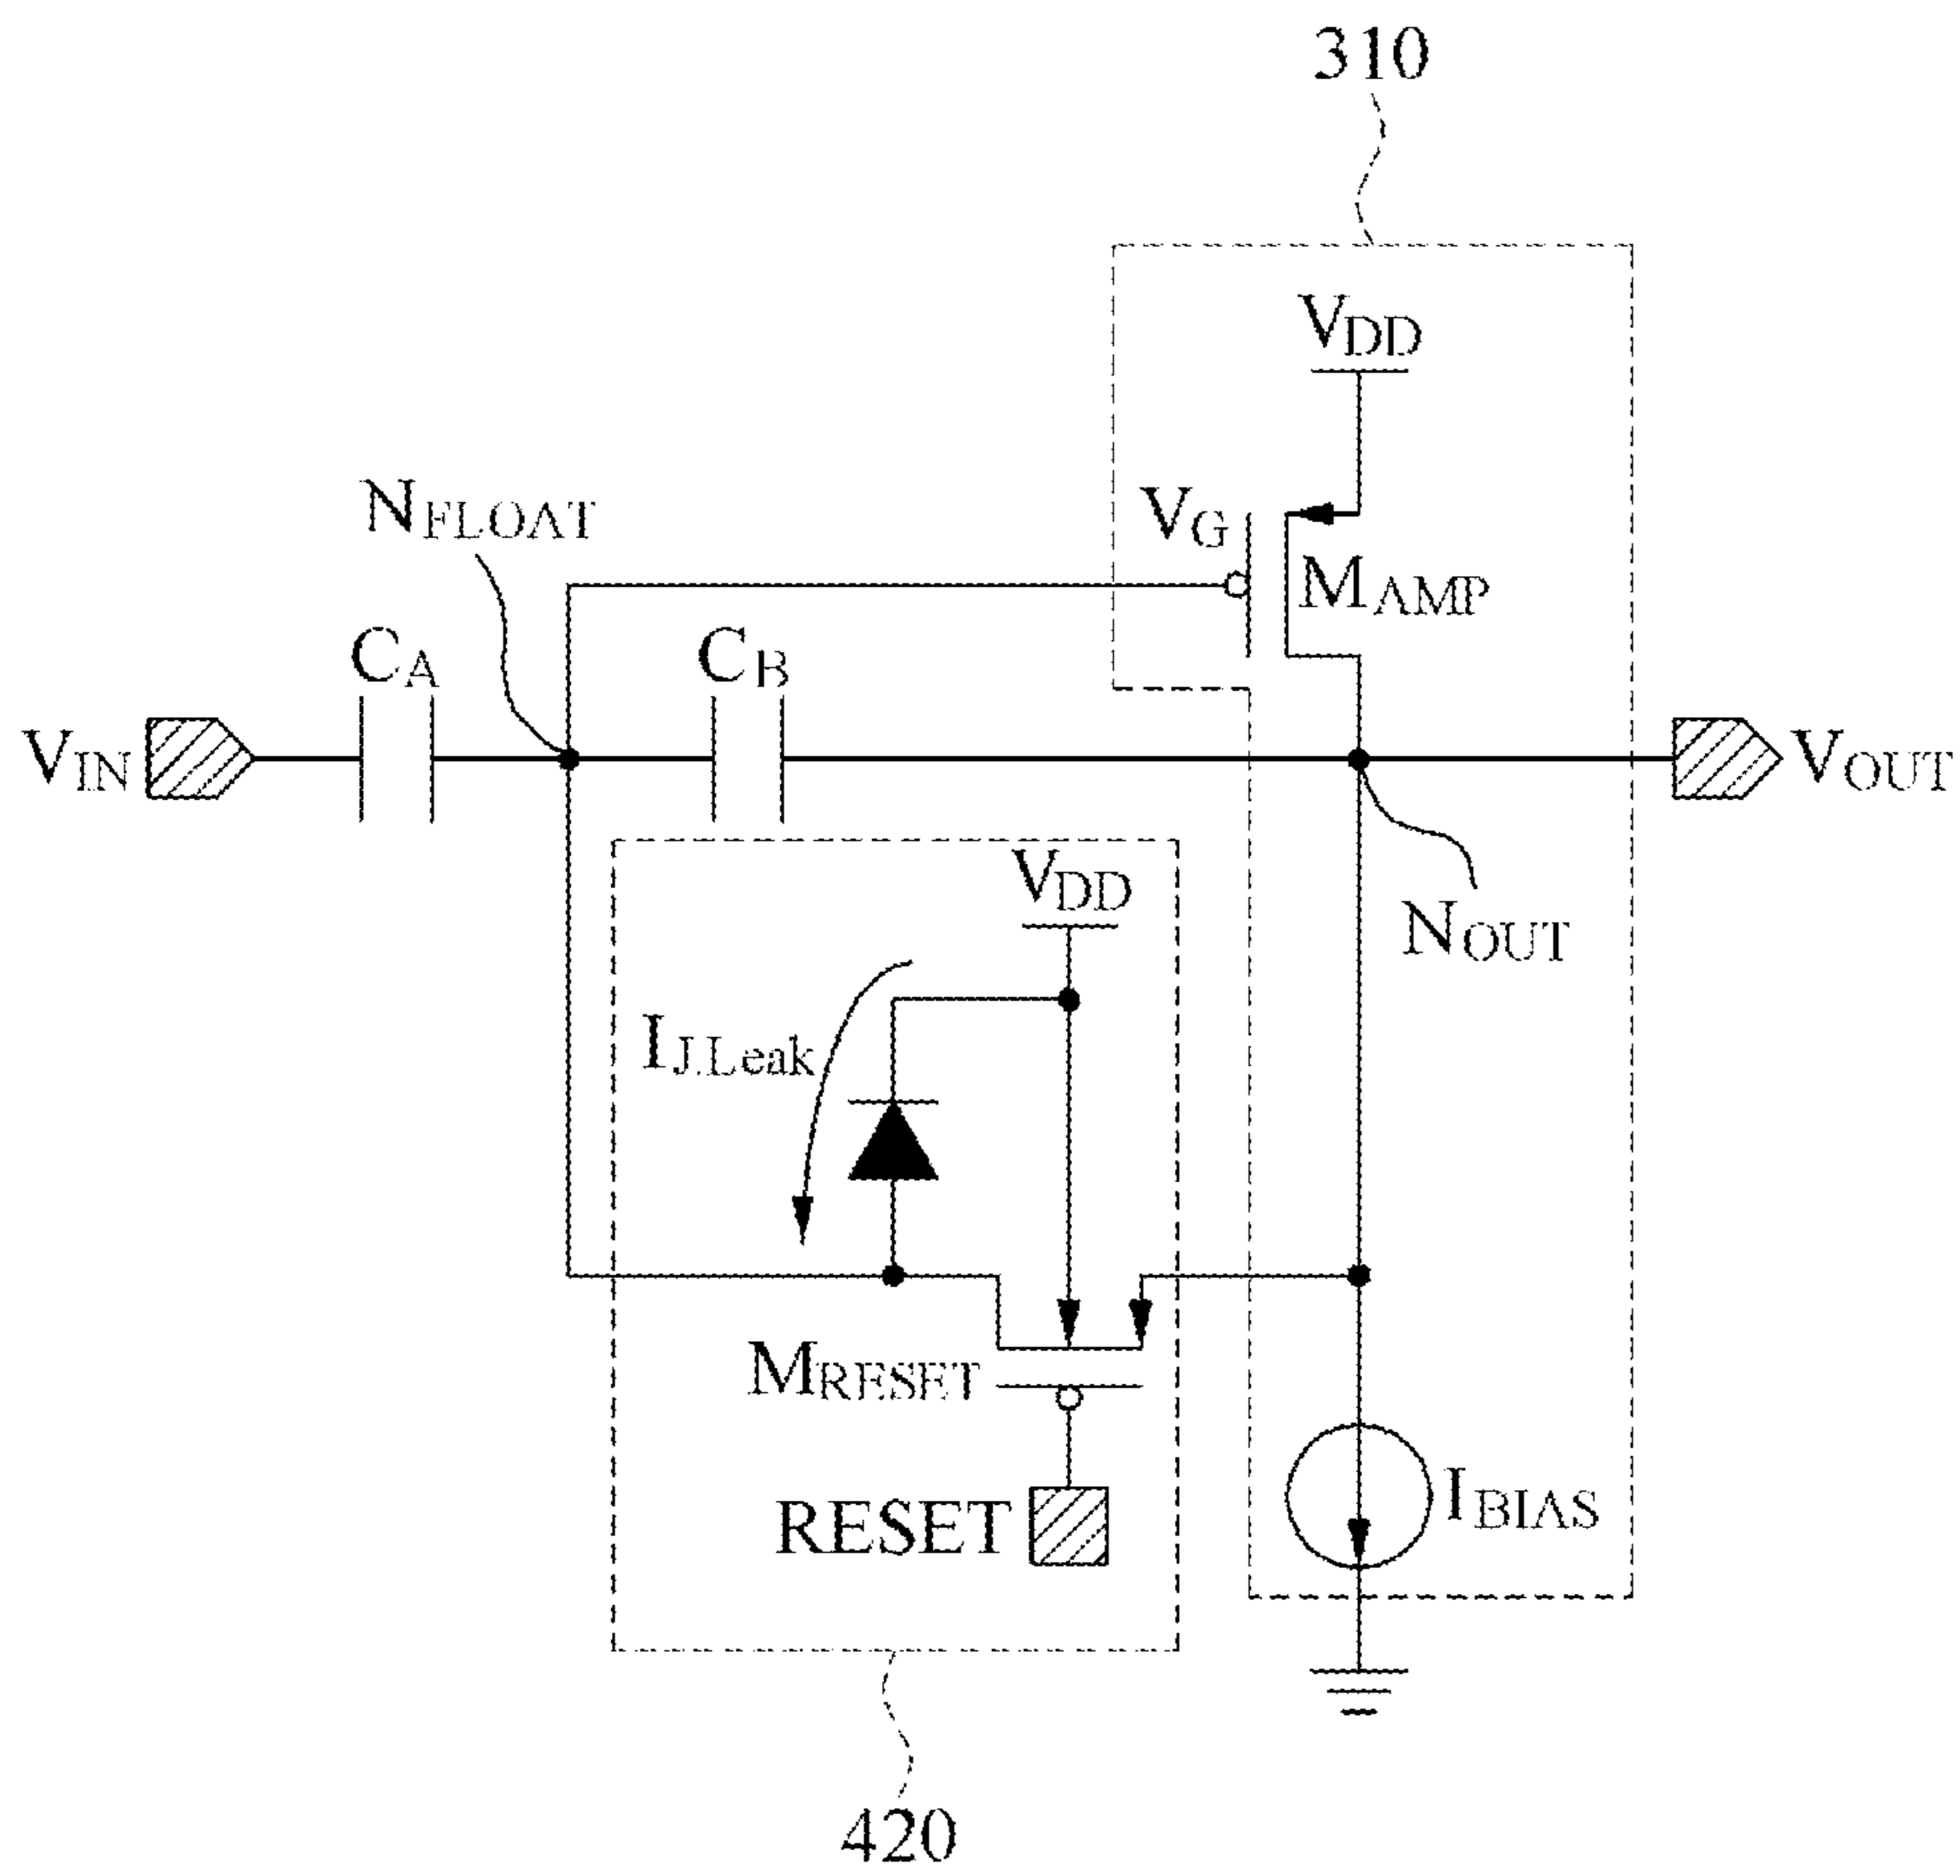 310
VDD
VG
MAMP
NFLOAT
CA
CB
VIN
VOUT
NOUT
VDD
IJ.Leak
MRESET
RESET
IBIAS
420